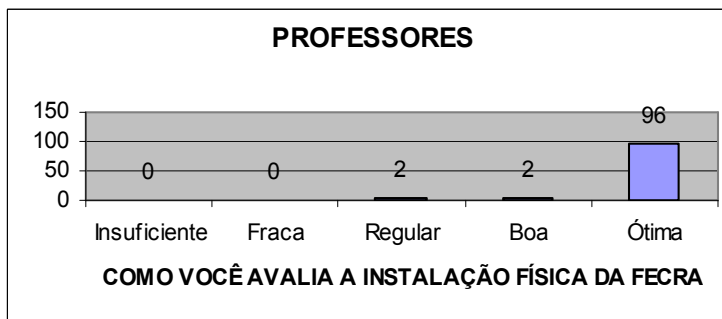 PROFESSORES
150
100
50
0
0
0
2
2
96
Insuficiente
Fraca
Regular
Boa
Ótima
COMO VOCÊ AVALIA A INSTALAÇÃO FÍSICA DA FECRA